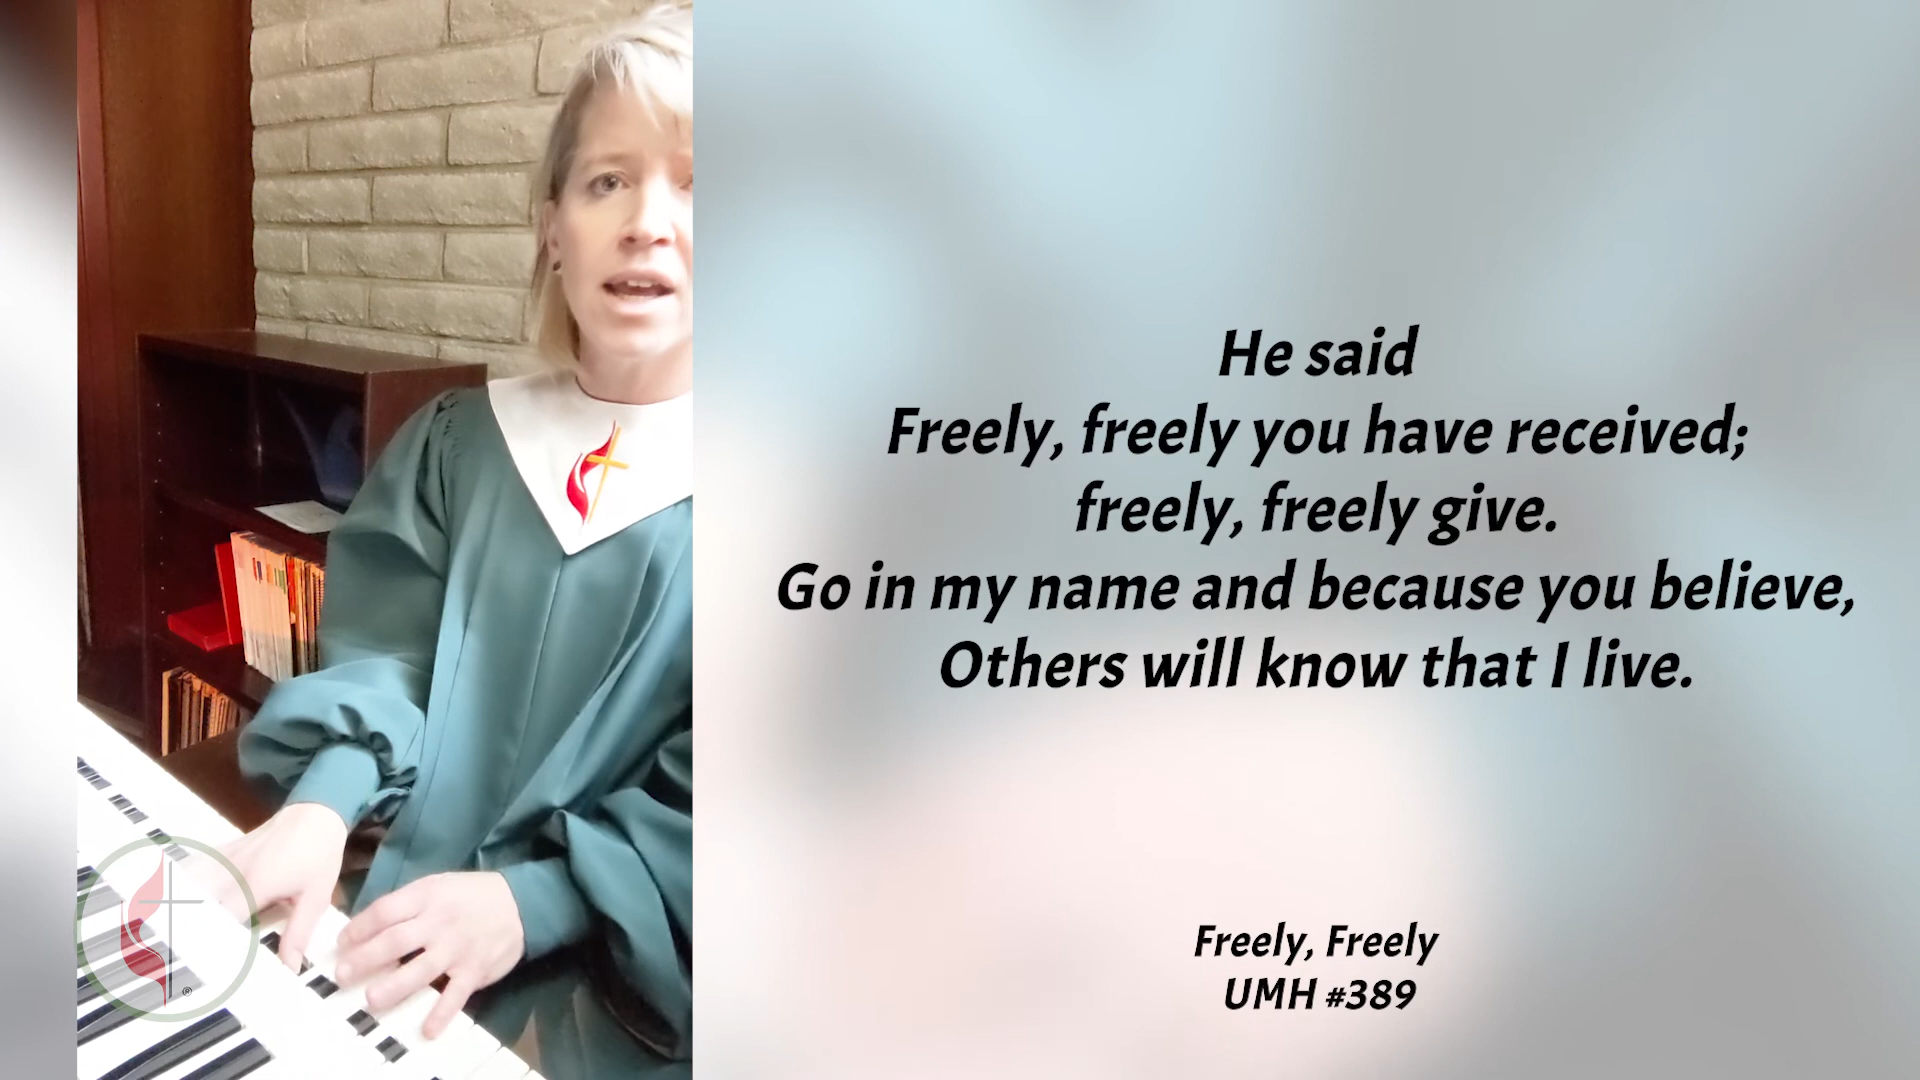 He said
Freely, freely you have received;
freely, freely give.
Go in my name and because you believe,
Others will know that I live.
Freely, Freely
UMH #389
®